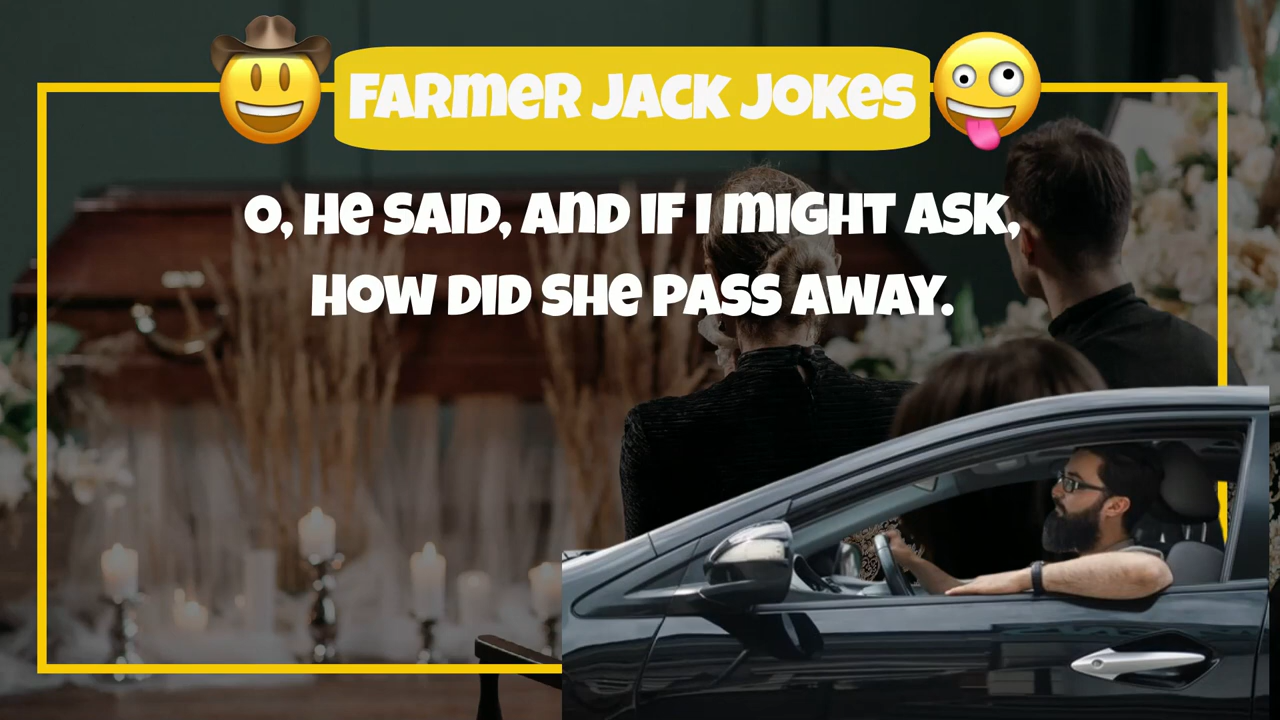 FARMER JACK JOKES
O, HE SAID, AND IF I MIGHT ASK,
HOW DID SHE PASS AWAY.